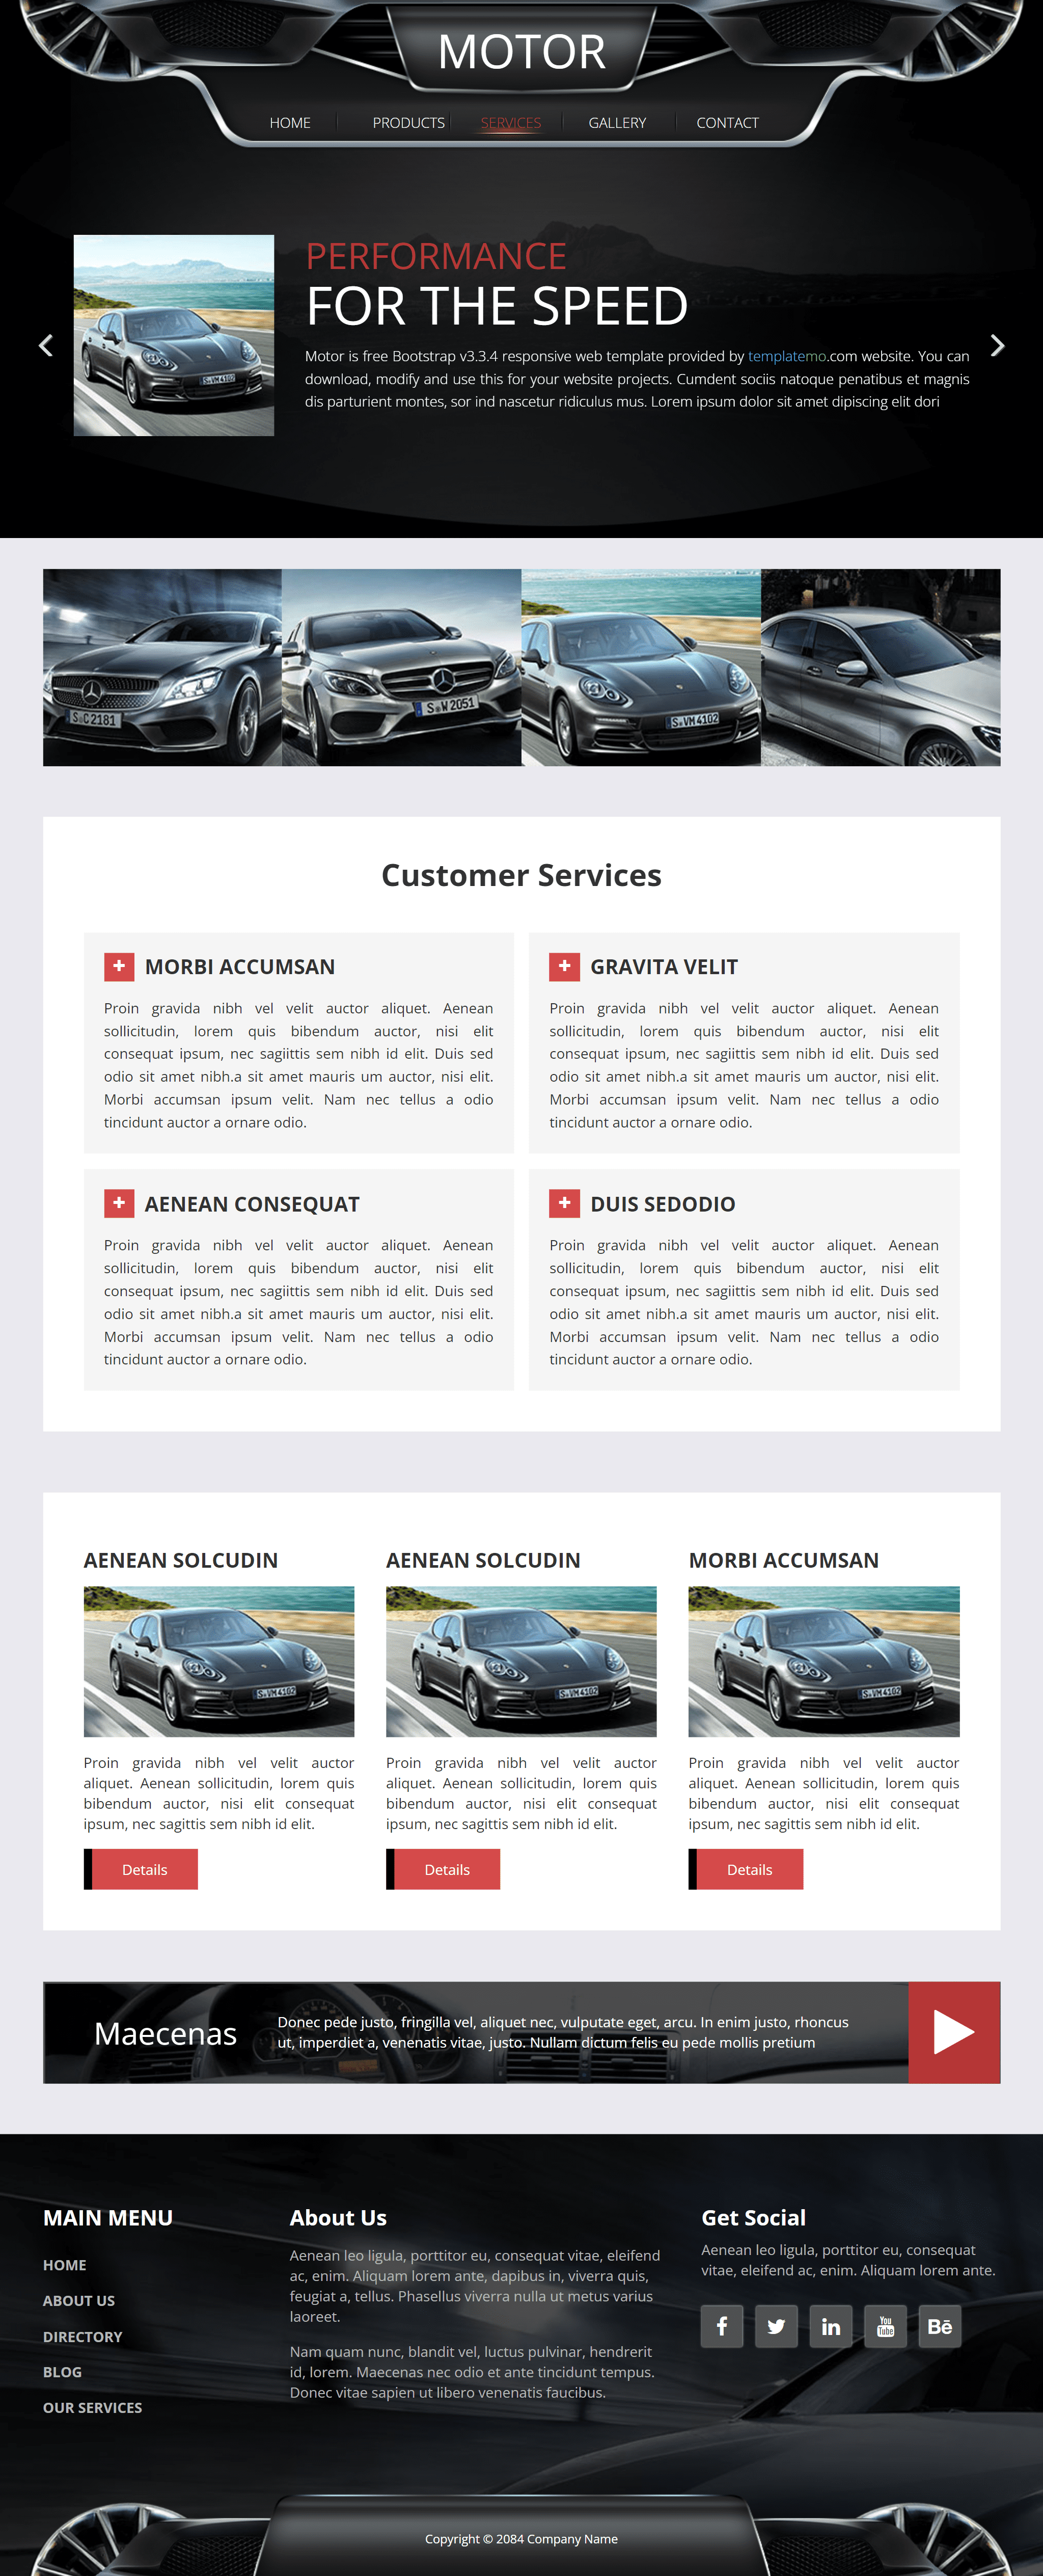 MOTOR
HOME
PRODUCTS
SERVICES
GALLERY
CONTACT
PERFORMANCE
FOR THE SPEED
Motor is free Bootstrap v3.3.4 responsive web template provided by templatemo.com website. You can
download, modify and use this for your website projects. Cumdent sociis natoque penatibus et magnis
dis parturient montes, sor ind nascetur ridiculus mus. Lorem ipsum dolor sit amet dipiscing elit dori
S·VM 4102
S·C 2181
S·W 2051
S·VM 4102
Customer Services
MORBI ACCUMSAN
Proin gravida nibh vel velit auctor aliquet. Aenean
sollicitudin, lorem quis bibendum auctor, nisi elit
consequat ipsum, nec sagiittis sem nibh id elit. Duis sed
odio sit amet nibh.a sit amet mauris um auctor, nisi elit.
Morbi accumsan ipsum velit. Nam nec tellus a odio
tincidunt auctor a ornare odio.
GRAVITA VELIT
Proin gravida nibh vel velit auctor aliquet. Aenean
sollicitudin, lorem quis bibendum auctor, nisi elit
consequat ipsum, nec sagiittis sem nibh id elit. Duis sed
odio sit amet nibh.a sit amet mauris um auctor, nisi elit.
Morbi accumsan ipsum velit. Nam nec tellus a odio
tincidunt auctor a ornare odio.
AENEAN CONSEQUAT
Proin gravida nibh vel velit auctor aliquet. Aenean
sollicitudin, lorem quis bibendum auctor, nisi elit
consequat ipsum, nec sagiittis sem nibh id elit. Duis sed
odio sit amet nibh.a sit amet mauris um auctor, nisi elit.
Morbi accumsan ipsum velit. Nam nec tellus a odio
tincidunt auctor a ornare odio.
DUIS SEDODIO
Proin gravida nibh vel velit auctor aliquet. Aenean
sollicitudin, lorem quis bibendum auctor, nisi elit
consequat ipsum, nec sagiittis sem nibh id elit. Duis sed
odio sit amet nibh.a sit amet mauris um auctor, nisi elit.
Morbi accumsan ipsum velit. Nam nec tellus a odio
tincidunt auctor a ornare odio.
AENEAN SOLCUDIN
S·VM 4102
Proin gravida nibh vel velit auctor
aliquet. Aenean sollicitudin, lorem quis
bibendum auctor, nisi elit consequat
ipsum, nec sagittis sem nibh id elit.
Details
AENEAN SOLCUDIN
S·VM 4102
Proin gravida nibh vel velit auctor
aliquet. Aenean sollicitudin, lorem quis
bibendum auctor, nisi elit consequat
ipsum, nec sagittis sem nibh id elit.
Details
MORBI ACCUMSAN
S·VM 4102
Proin gravida nibh vel velit auctor
aliquet. Aenean sollicitudin, lorem quis
bibendum auctor, nisi elit consequat
ipsum, nec sagittis sem nibh id elit.
Details
Maecenas
Donec pede justo, fringilla vel, aliquet nec, vulputate eget, arcu. In enim justo, rhoncus
ut, imperdiet a, venenatis vitae, justo. Nullam dictum felis eu pede mollis pretium
MAIN MENU
HOME
ABOUT US
DIRECTORY
BLOG
OUR SERVICES
About Us
Aenean leo ligula, porttitor eu, consequat vitae, eleifend
ac, enim. Aliquam lorem ante, dapibus in, viverra quis,
feugiat a, tellus. Phasellus viverra nulla ut metus varius
laoreet.
Nam quam nunc, blandit vel, luctus pulvinar, hendrerit
id, lorem. Maecenas nec odio et ante tincidunt tempus.
Donec vitae sapien ut libero venenatis faucibus.
Get Social
Aenean leo ligula, porttitor eu, consequat
vitae, eleifend ac, enim. Aliquam lorem ante.
f
in
You
Tube
Bē
Copyright © 2084 Company Name